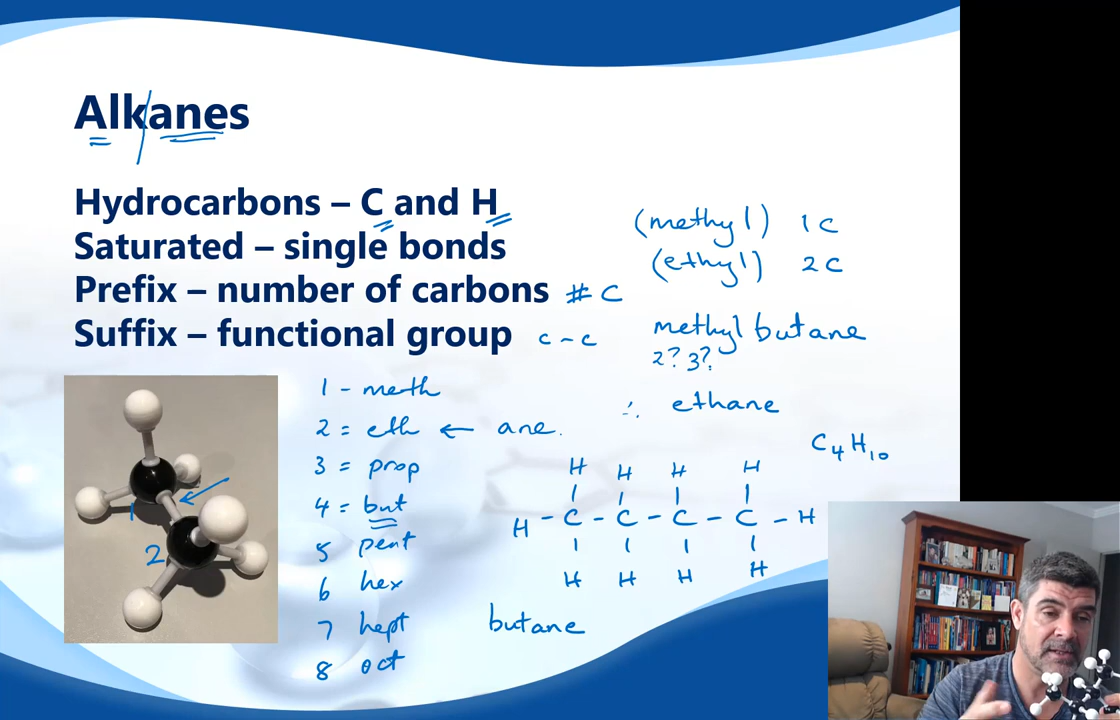 Alkanes
Hydrocarbons – C and H
Saturated – single bonds
Prefix – number of carbons # C
Suffix – functional group C – C
(methyl) 1 C
(ethyl) 2 C
methyl butane
2? 3?
∴ ethane
1 - meth
2 = eth ← ane.
3 = prop
4 = but
5 pent
6 hex
7 hept
8 oct
1
2
C4H10
H H H H
H - C - C - C - C - H
H H H H
butane